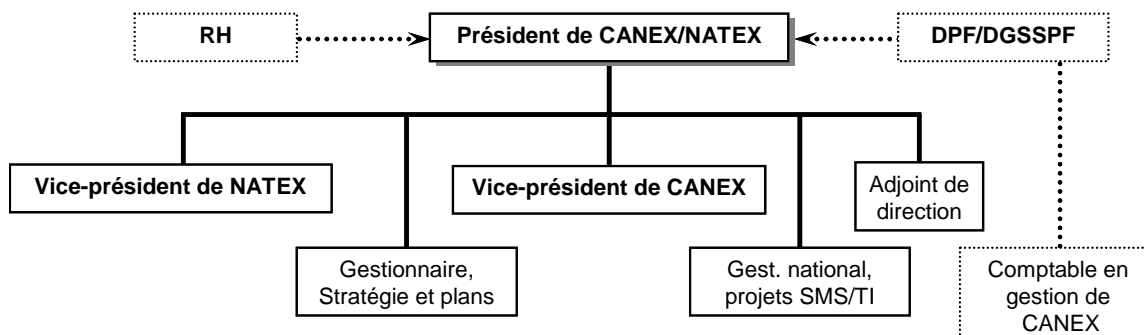 RH
Président de CANEX/NATEX
DPF/DGSSPF
Vice-président de NATEX
Vice-président de CANEX
Adjoint de
direction
Gestionnaire,
Stratégie et plans
Gest. national,
projets SMS/TI
Comptable en
gestion de
CANEX